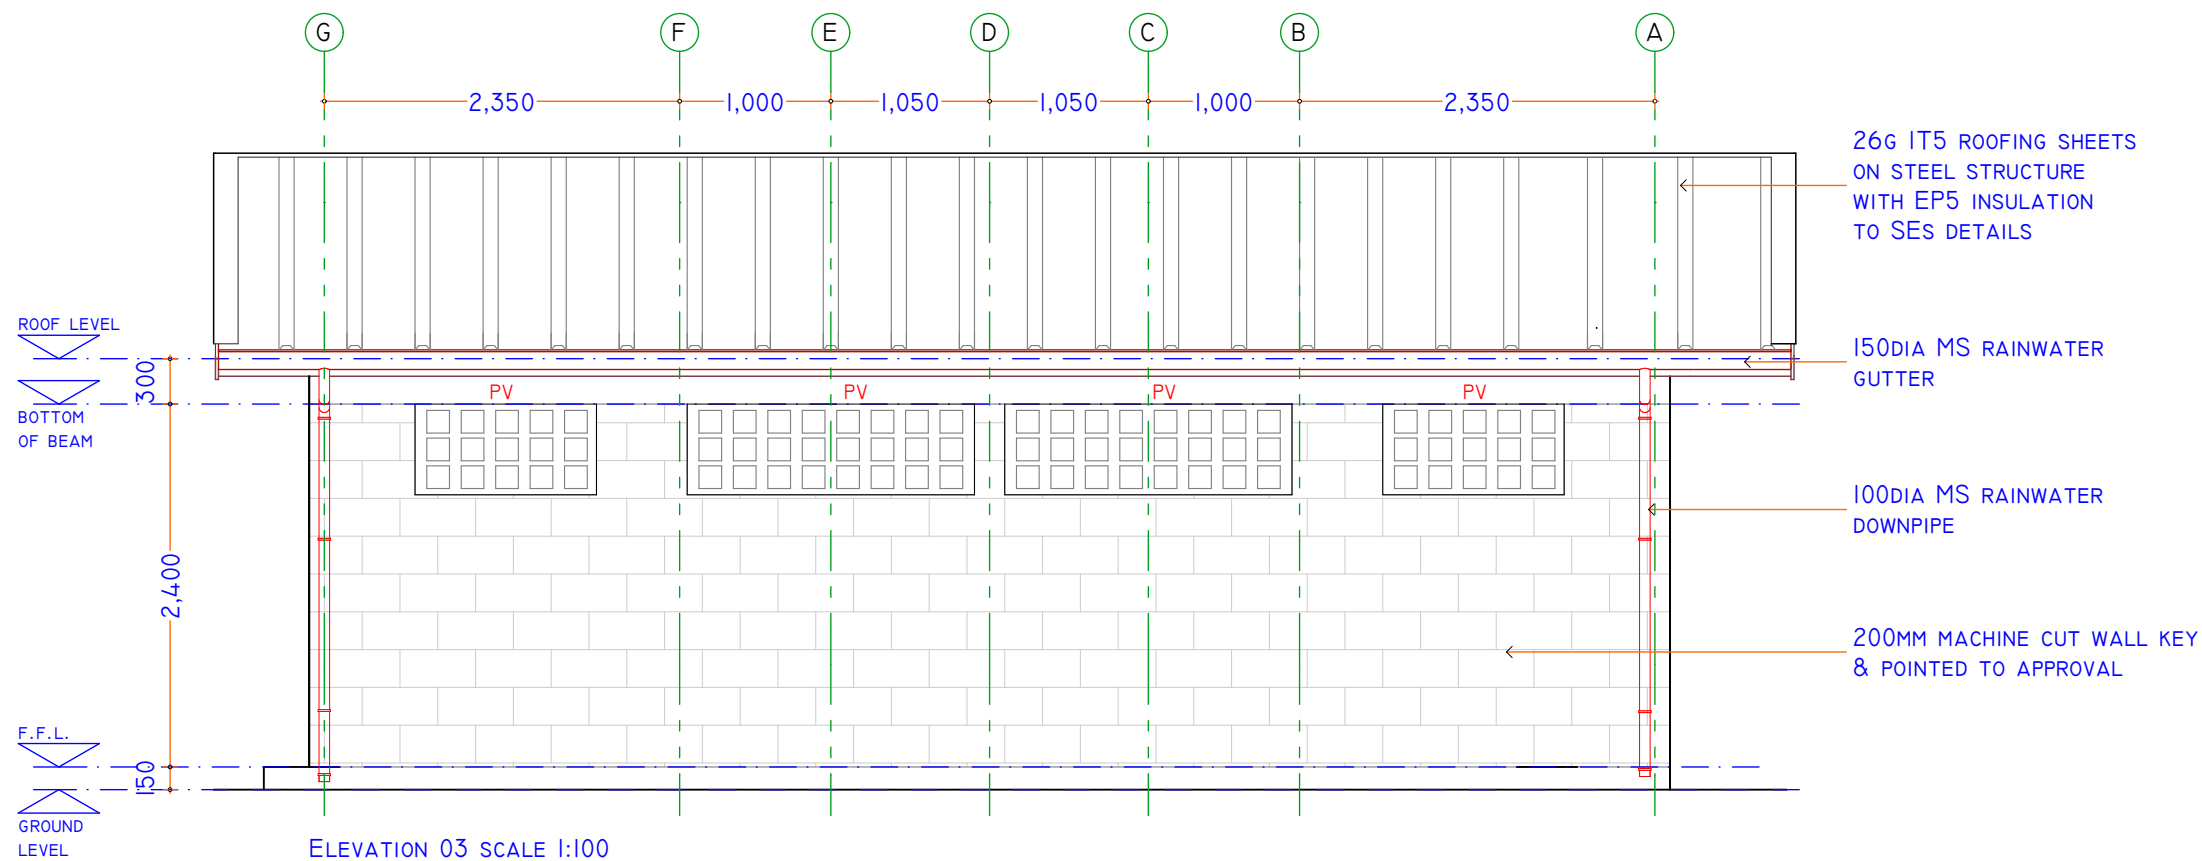 G F E D C B A
2,350 1,000 1,050 1,050 1,000 2,350
26G IT5 ROOFING SHEETS
ON STEEL STRUCTURE
WITH EP5 INSULATION
TO SES DETAILS
ROOF LEVEL
300
BOTTOM
OF BEAM
150DIA MS RAINWATER
GUTTER
PV PV PV PV
100DIA MS RAINWATER
DOWNPIPE
2,400
200MM MACHINE CUT WALL KEY
& POINTED TO APPROVAL
F.F.L.
150
GROUND
LEVEL
ELEVATION 03 SCALE 1:100